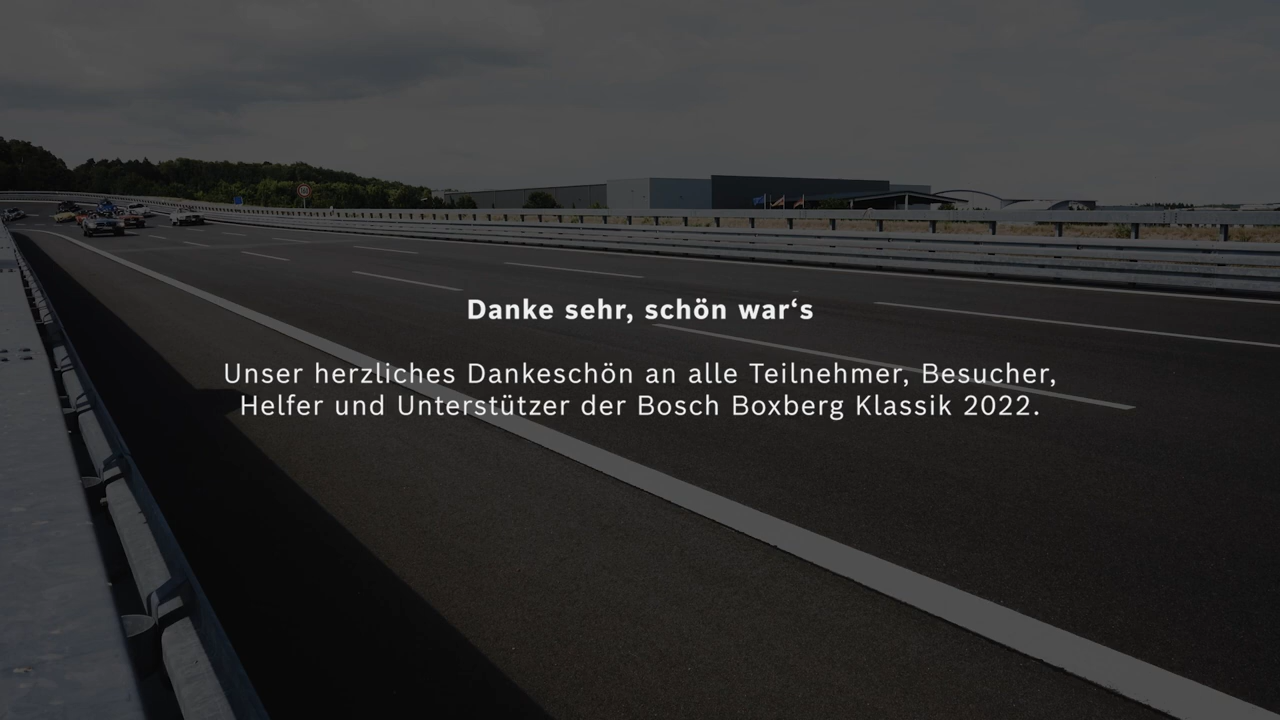 Danke sehr, schön war‘s
Unser herzliches Dankeschön an alle Teilnehmer, Besucher,
Helfer und Unterstützer der Bosch Boxberg Klassik 2022.